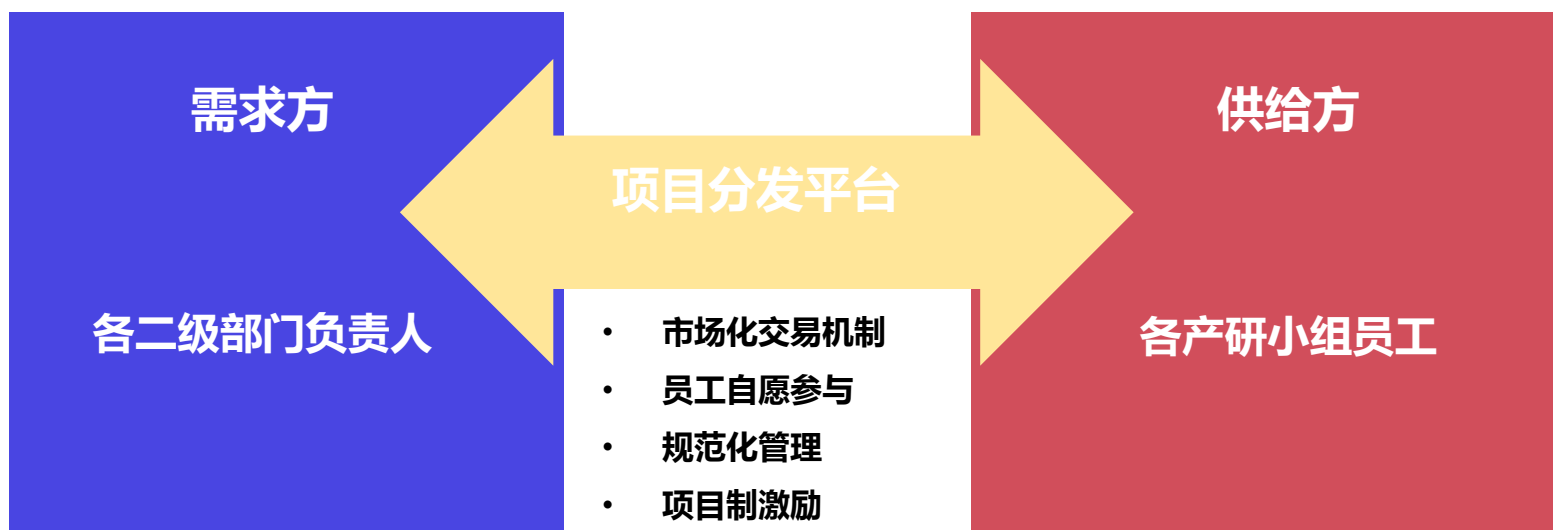 需求方
各二级部门负责人
项目分发平台
• 市场化交易机制
• 员工自愿参与
• 规范化管理
• 项目制激励
供给方
各产研小组员工